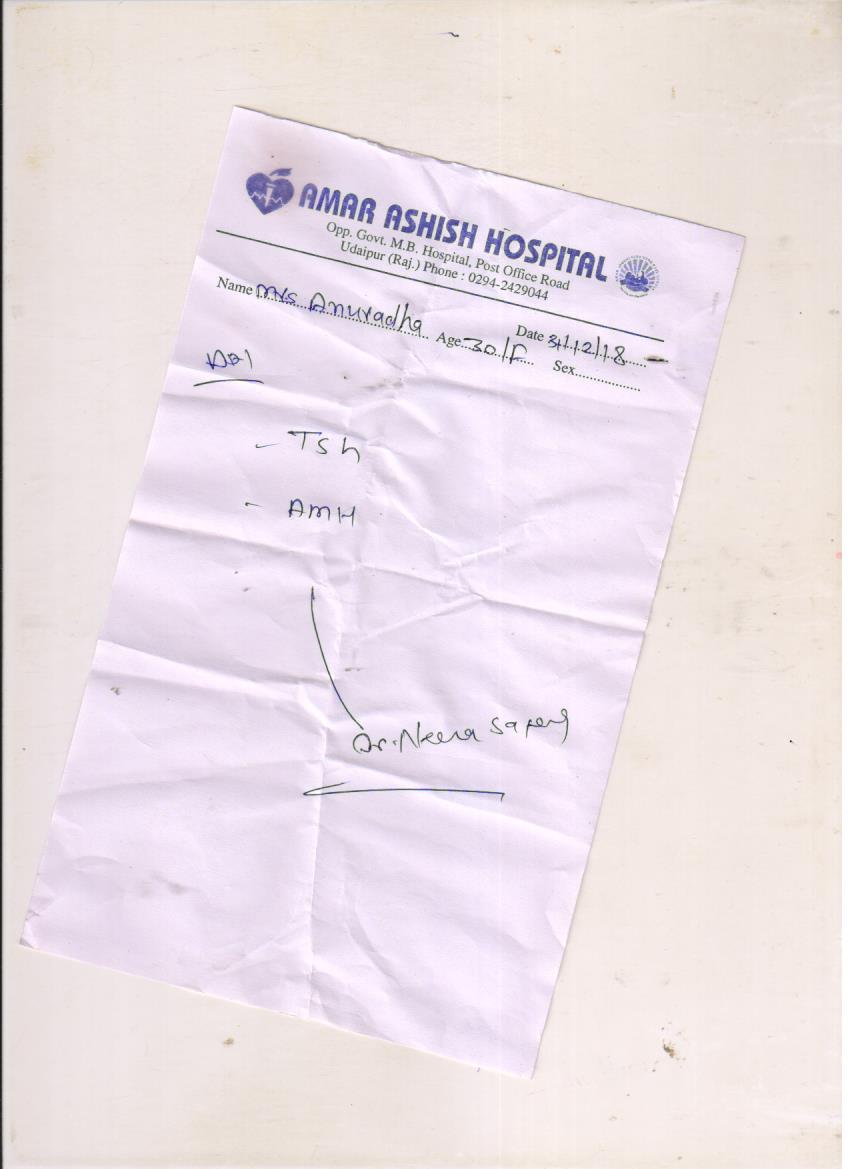 AMAR ASHISH HOSPITAL
Opp. Govt. M.B. Hospital, Post Office Road
Udaipur (Raj.) Phone : 0294-2429044
Name Mrs Anuradha Age 30/F Date 31/12/18
Sex
- TSh
- AMH
Dr. Neera